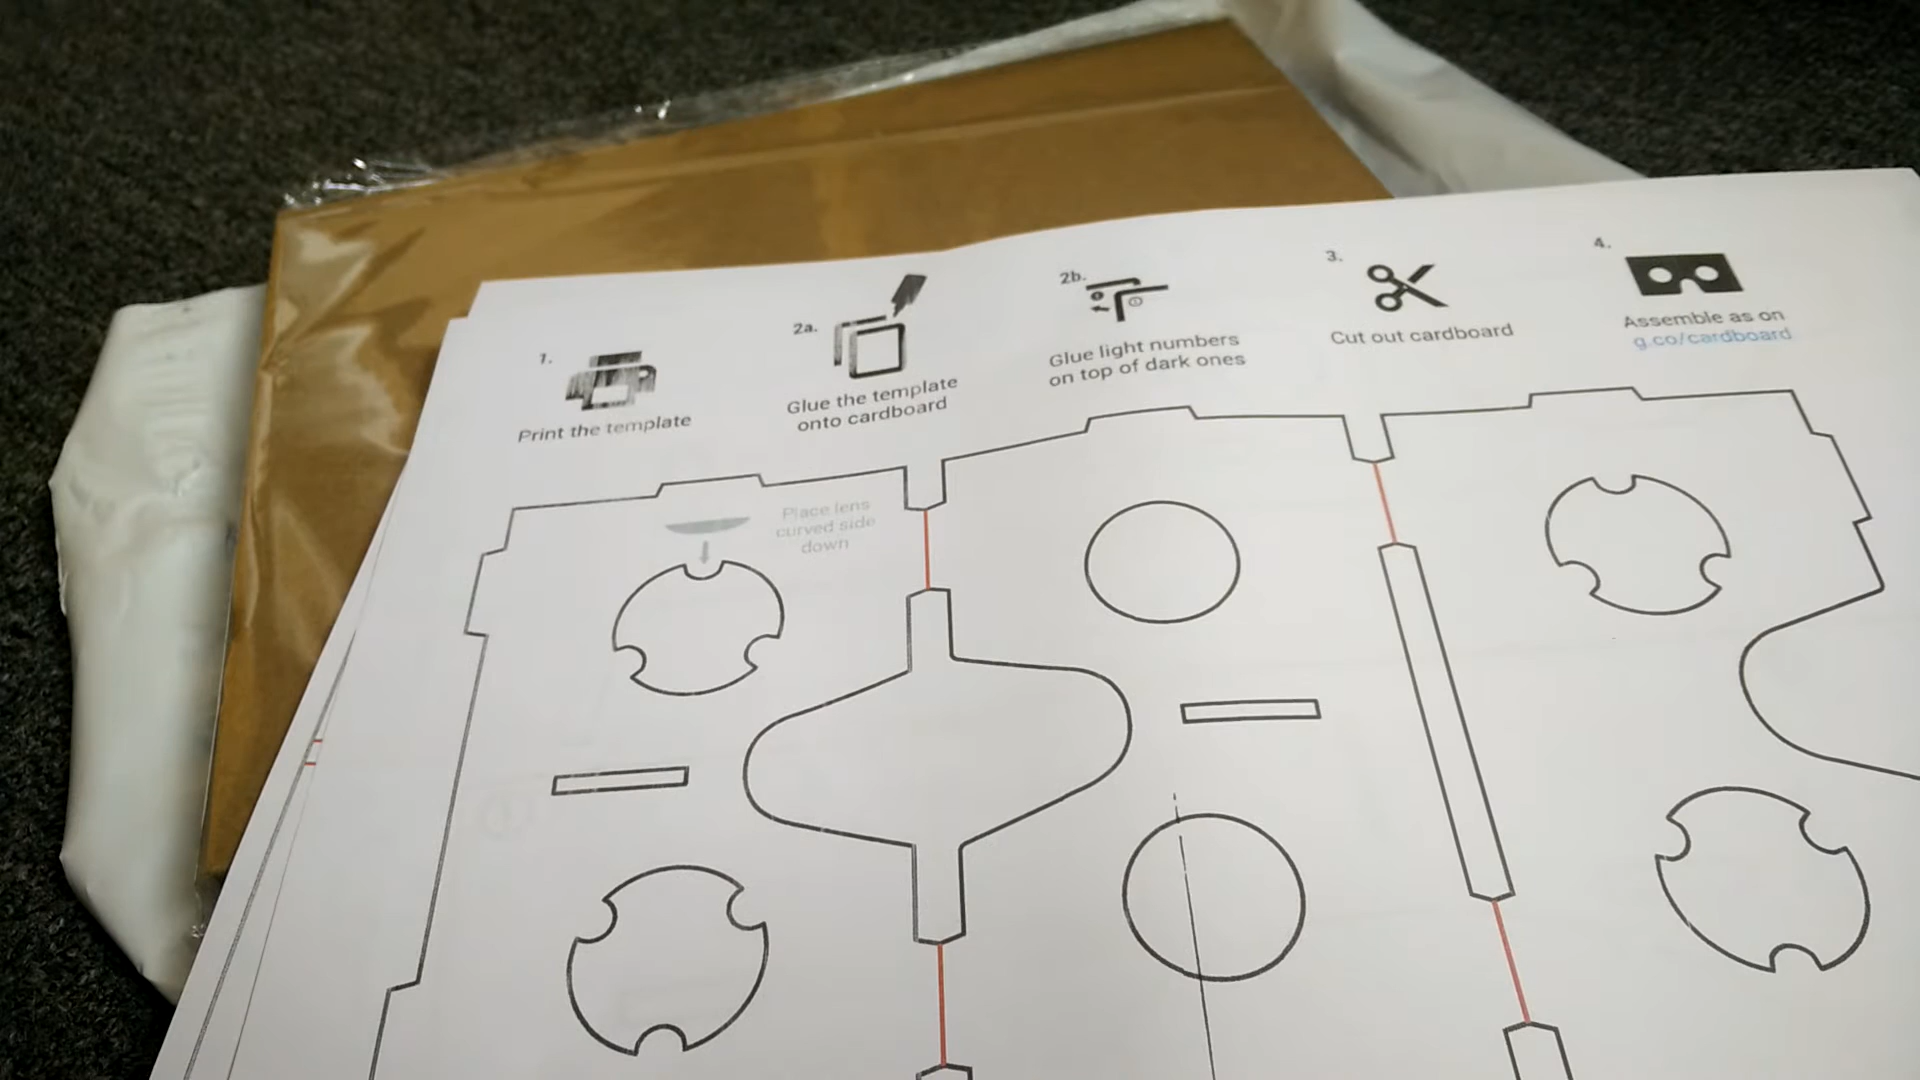 1.
Print the template
2a.
Glue the template
onto cardboard
2b.
Glue light numbers
on top of dark ones
3.
Cut out cardboard
4.
Assemble as on
g.co/cardboard
Place lens
curved side
down